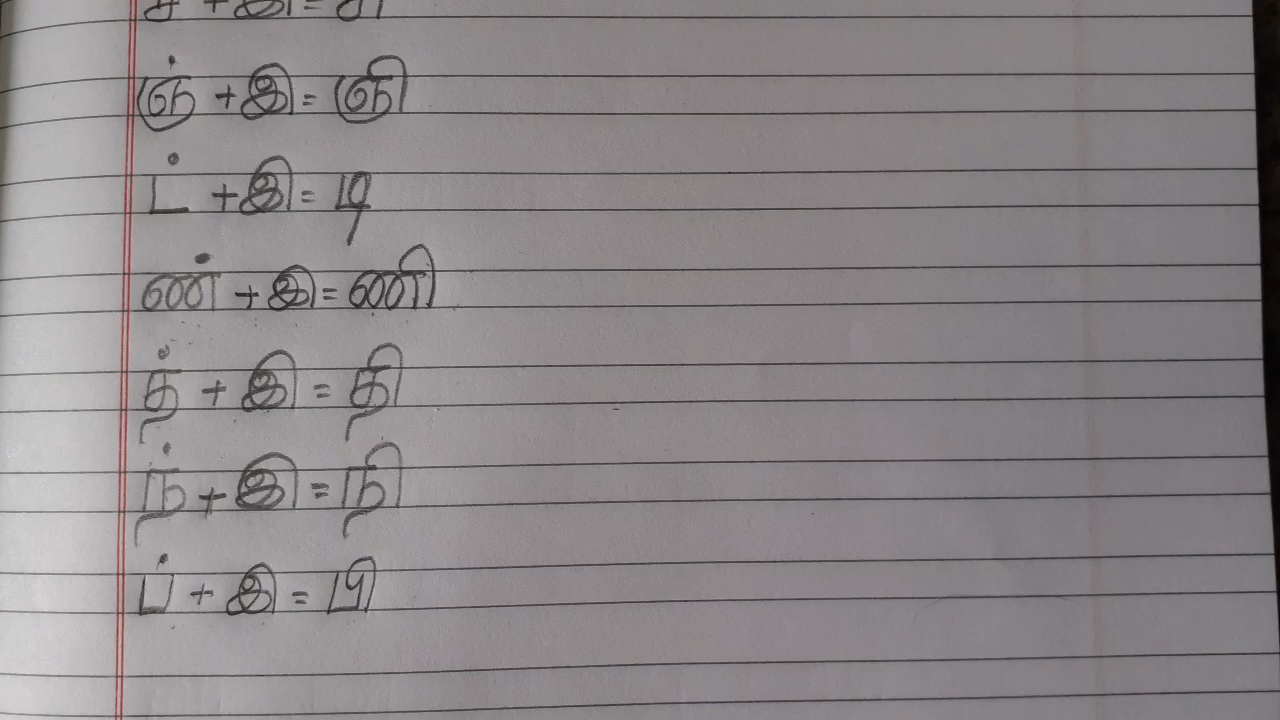 ஞ் + இ = ஞி
ட் + இ = டி
ண் + இ = ணி
த் + இ = தி
ந் + இ = நி
ப் + இ = பி